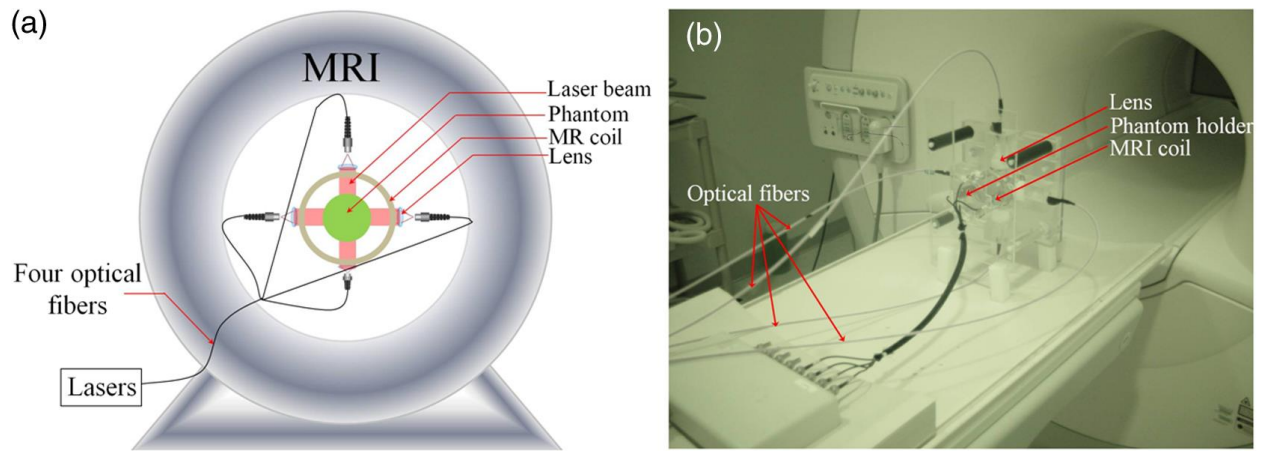 (a)
MRI
Laser beam
Phantom
MR coil
Lens
Four optical
fibers
Lasers
(b)
Lens
Phantom holder
MRI coil
Optical fibers